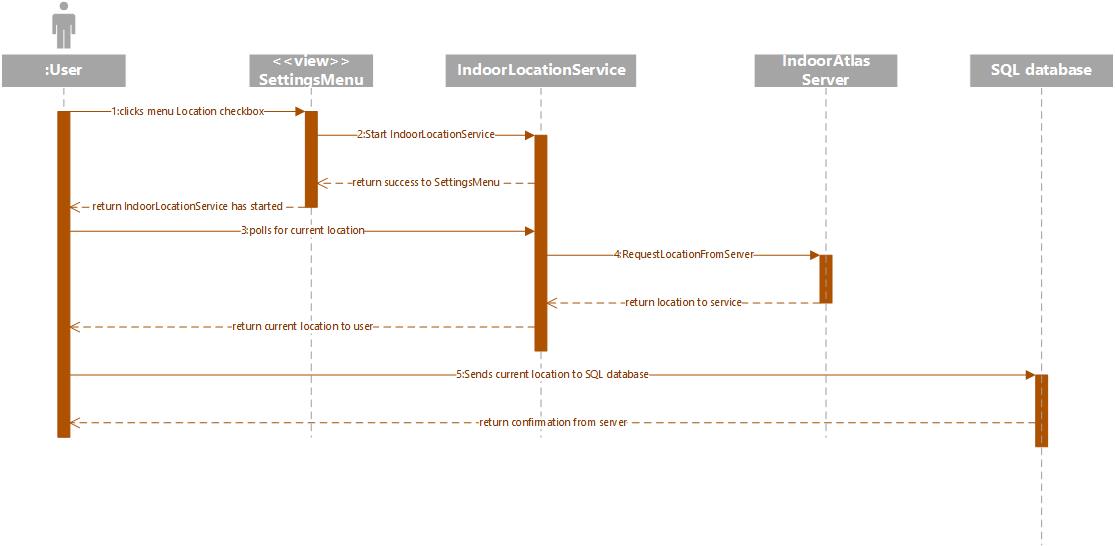 :User
<<view>>
SettingsMenu
IndoorLocationService
IndoorAtlas
Server
SQL database
1:clicks menu Location checkbox
2:Start IndoorLocationService
return success to SettingsMenu
return IndoorLocationService has started
3:polls for current location
4:RequestLocationFromServer
return location to service
return current location to user
5:Sends current location to SQL database
return confirmation from server